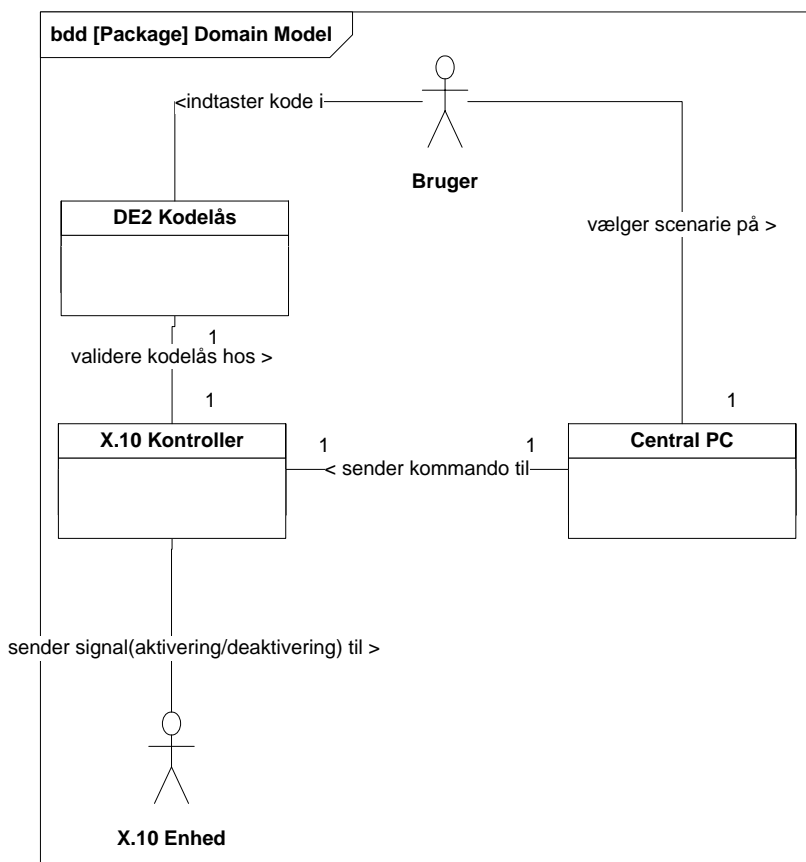 bdd [Package] Domain Model
<indtaster kode i
Bruger
DE2 Kodelås
vælger scenarie på >
1
validere kodelås hos >
1
1
X.10 Kontroller
Central PC
1
1
< sender kommando til
sender signal(aktivering/deaktivering) til >
X.10 Enhed